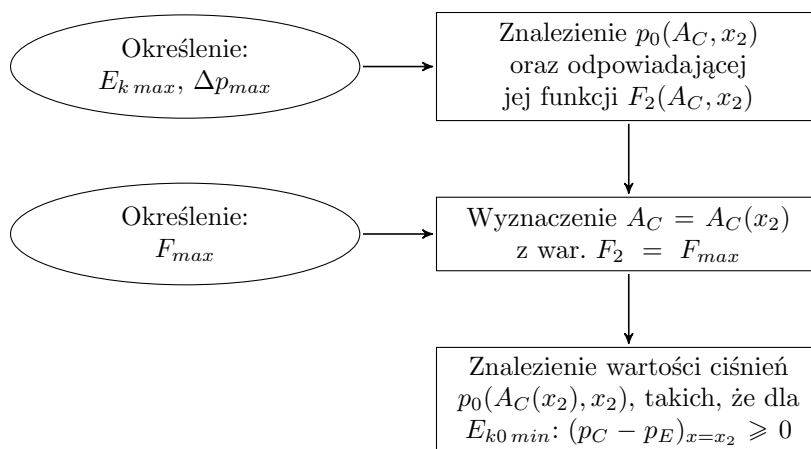 Określenie:
$E_{k\,max}$, $\Delta p_{max}$
Znalezienie $p_0(A_C, x_2)$
oraz odpowiadającej
jej funkcji $F_2(A_C, x_2)$
Określenie:
$F_{max}$
Wyznaczenie $A_C = A_C(x_2)$
z war. $F_2 = F_{max}$
Znalezienie wartości ciśnień
$p_0(A_C(x_2), x_2)$, takich, że dla
$E_{k0\,min}$: $(p_C - p_E)_{x=x_2} \geqslant 0$